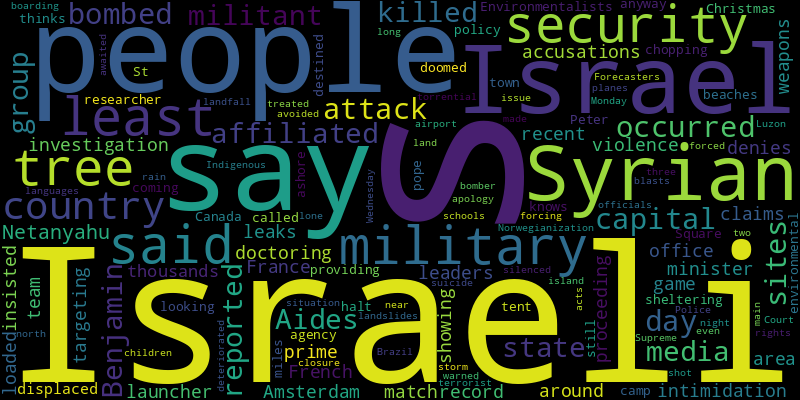 boarding
thinks
bombed
militant
killed
Environmentalists
anyway
Christmas
long
policy
security
accusations
chopping
weapons
people
awaited
St
destined
doomed
Israel
Forecasters
planes
Monday
beaches
town
group
least
researcher
landfall
treated
avoided
attack
torrential
issue
made
Peter
occurred
Luzon
affiliated
airport
recent
investigation
tree
say
s
land
violence
forced
denies
Syrian
three
blasts
Indigenous
rain
coming
ashore
Wednesday
pope
bomber
apology
schools
knows
officials
languages
country
Canada
called
lone
forcing
capital
claims
Netanyahu
leaks
Norwegianization
said
military
Square
two
office
doctoring
environmental
insisted
team
targeting
Benjamin
thousands
France
providing
leaders
silenced
minister
sites
Israeli
looking
reported
situation
suicide
island
acts
proceeding
game
sheltering
halt
near
showing
tent
Aides
landslides
Police
day
night
Court
loaded
north
deteriorated
agency
main
even
prime
Brazil
state
still
Supreme
rights
media
area
children
miles
closure
French
storm
warned
terrorist
shot
displaced
launcher
Amsterdam
match
record
around
camp
intimidation